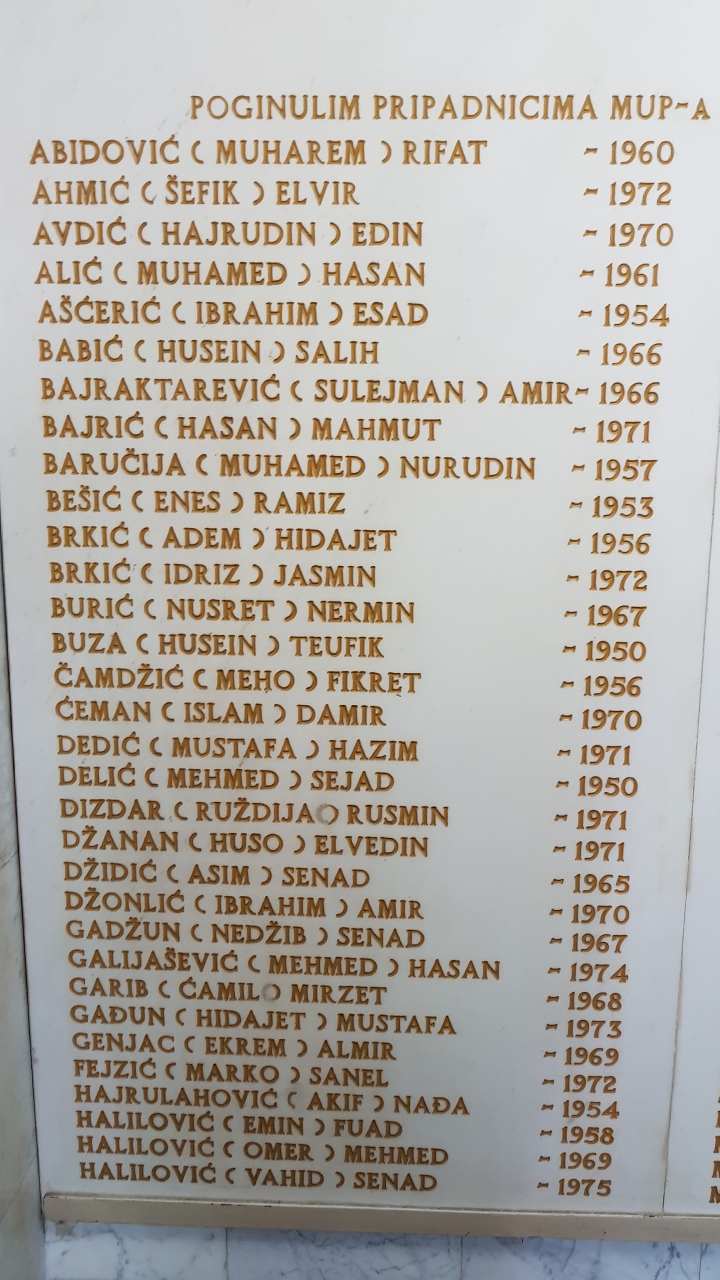 POGINULIM PRIPADNICIMA MUP-A
ABIDOVIĆ ( MUHAREM ) RIFAT - 1960
AHMIĆ ( ŠEFIK ) ELVIR - 1972
AVDIĆ ( HAJRUDIN ) EDIN - 1970
ALIĆ ( MUHAMED ) HASAN - 1961
AŠĆERIĆ ( IBRAHIM ) ESAD - 1954
BABIĆ ( HUSEIN ) SALIH - 1966
BAJRAKTAREVIĆ ( SULEJMAN ) AMIR - 1966
BAJRIĆ ( HASAN ) MAHMUT - 1971
BARUČIJA ( MUHAMED ) NURUDIN - 1957
BEŠIĆ ( ENES ) RAMIZ - 1953
BRKIĆ ( ADEM ) HIDAJET - 1956
BRKIĆ ( IDRIZ ) JASMIN - 1972
BURIĆ ( NUSRET ) NERMIN - 1967
BUZA ( HUSEIN ) TEUFIK - 1950
ČAMDŽIĆ ( MEHO ) FIKRET - 1956
ĆEMAN ( ISLAM ) DAMIR - 1970
DEDIĆ ( MUSTAFA ) HAZIM - 1971
DELIĆ ( MEHMED ) SEJAD - 1950
DIZDAR ( RUŽDIJA ) RUSMIN - 1971
DŽANAN ( HUSO ) ELVEDIN - 1971
DŽIDIĆ ( ASIM ) SENAD - 1965
DŽONLIĆ ( IBRAHIM ) AMIR - 1970
GADŽUN ( NEDŽIB ) SENAD - 1967
GALIJAŠEVIĆ ( MEHMED ) HASAN - 1974
GARIB ( ĆAMIL ) MIRZET - 1968
GAĐUN ( HIDAJET ) MUSTAFA - 1973
GENJAC ( EKREM ) ALMIR - 1969
FEJZIĆ ( MARKO ) SANEL - 1972
HAJRULAHOVIĆ ( AKIF ) NAĐA - 1954
HALILOVIĆ ( EMIN ) FUAD - 1958
HALILOVIĆ ( OMER ) MEHMED - 1969
HALILOVIĆ ( VAHID ) SENAD - 1975